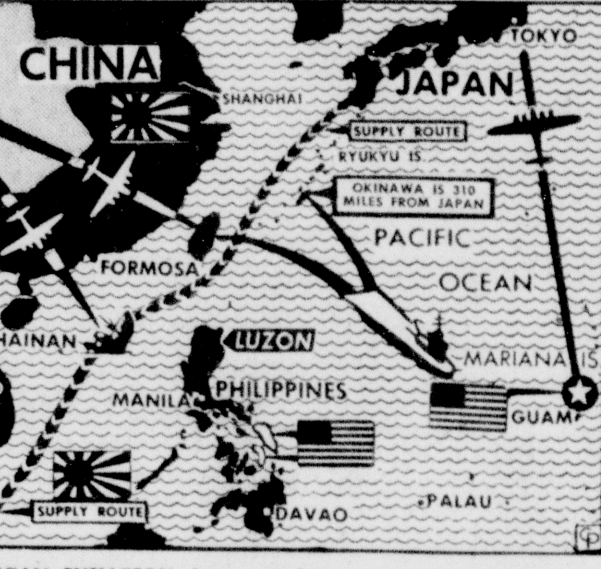 TOKYO
CHINA
JAPAN
SHANGHAI
SUPPLY ROUTE
RYUKYU IS.
OKINAWA IS 310
MILES FROM JAPAN
PACIFIC
OCEAN
FORMOSA
HAINAN
LUZON
MARIANA IS
PHILIPPINES
MANILA
GUAM
PALAU
SUPPLY ROUTE
DAVAO
CP